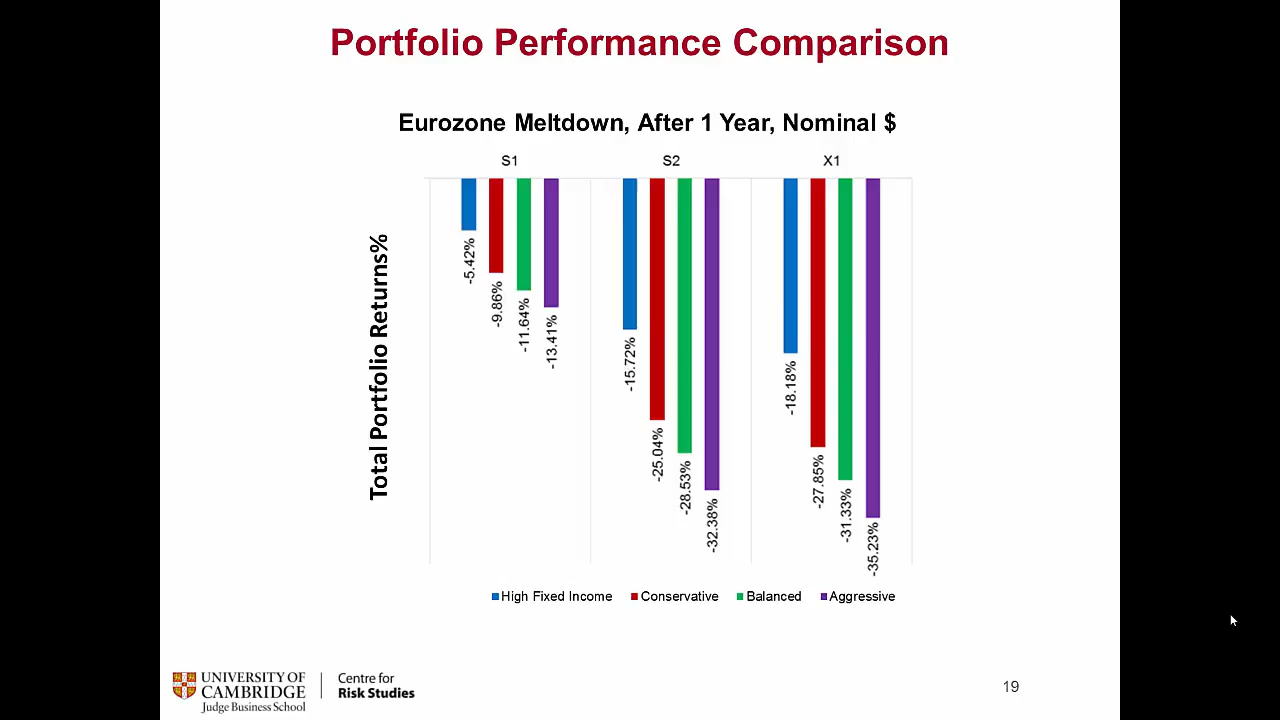 Portfolio Performance Comparison
Eurozone Meltdown, After 1 Year, Nominal $
S1
S2
X1
Total Portfolio Returns%
-5.42%
-9.86%
-11.64%
-13.41%
-15.72%
-25.04%
-28.53%
-32.38%
-18.18%
-27.85%
-31.33%
-35.23%
High Fixed Income
Conservative
Balanced
Aggressive
UNIVERSITY OF
CAMBRIDGE
Judge Business School
Centre for
Risk Studies
19